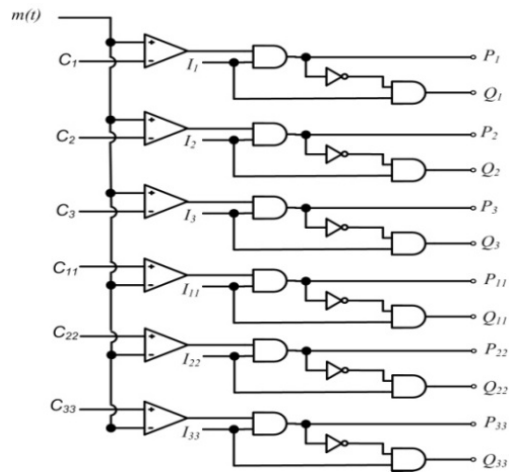 m(t)
+
C1
-
I1
P1
Q1
+
C2
-
I2
P2
Q2
+
C3
-
I3
P3
Q3
C11
+
-
I11
P11
Q11
C22
+
-
I22
P22
Q22
C33
+
-
I33
P33
Q33